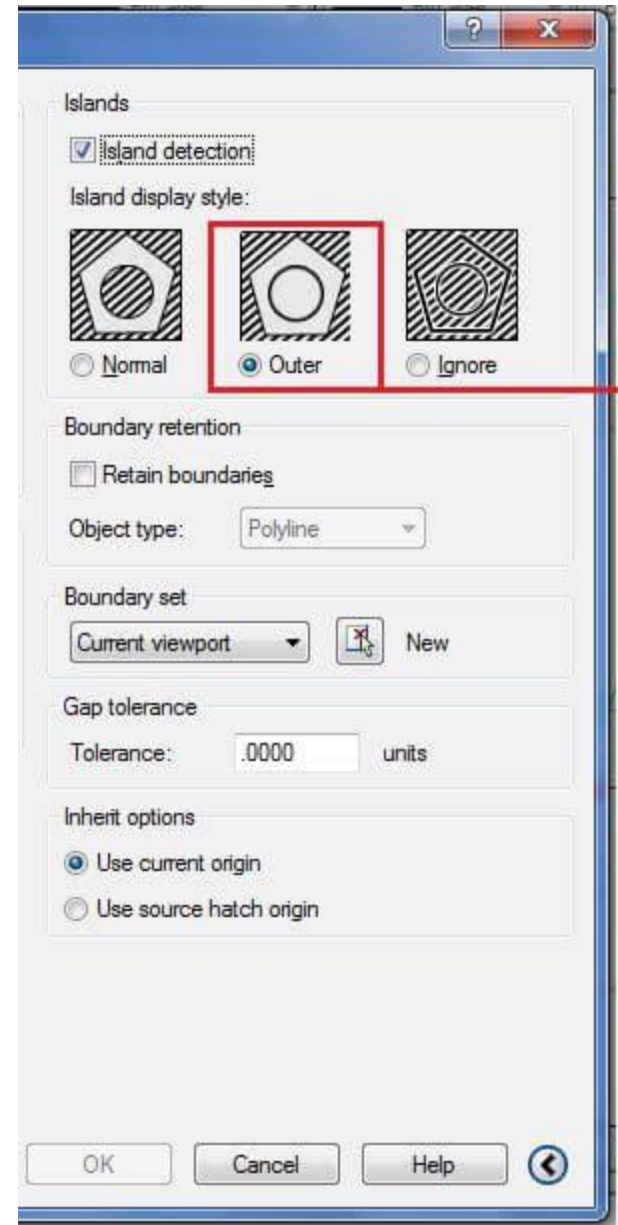 Islands
Island detection
Island display style:
Normal Outer Ignore
Boundary retention
Retain boundaries
Object type: Polyline
Boundary set
Current viewport New
Gap tolerance
Tolerance: .0000 units
Inherit options
Use current origin
Use source hatch origin
OK Cancel Help